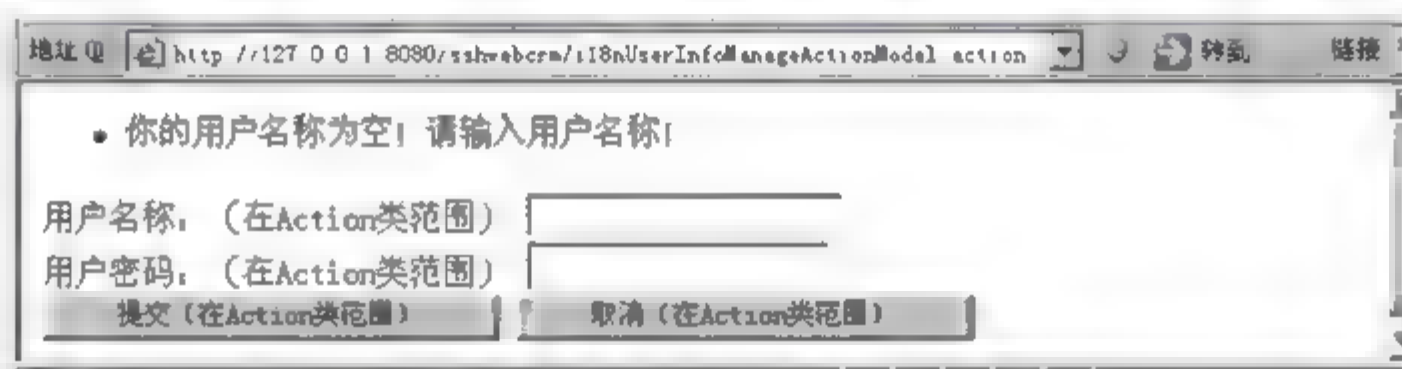 地址(D) http://127.0.0.1:8080/sshwebcrm/i18nUserInfoManageActionModel.action 转到 链接
你的用户名称为空！请输入用户名称！
用户名称：（在Action类范围）
用户密码：（在Action类范围）
提交（在Action类范围） 取消（在Action类范围）